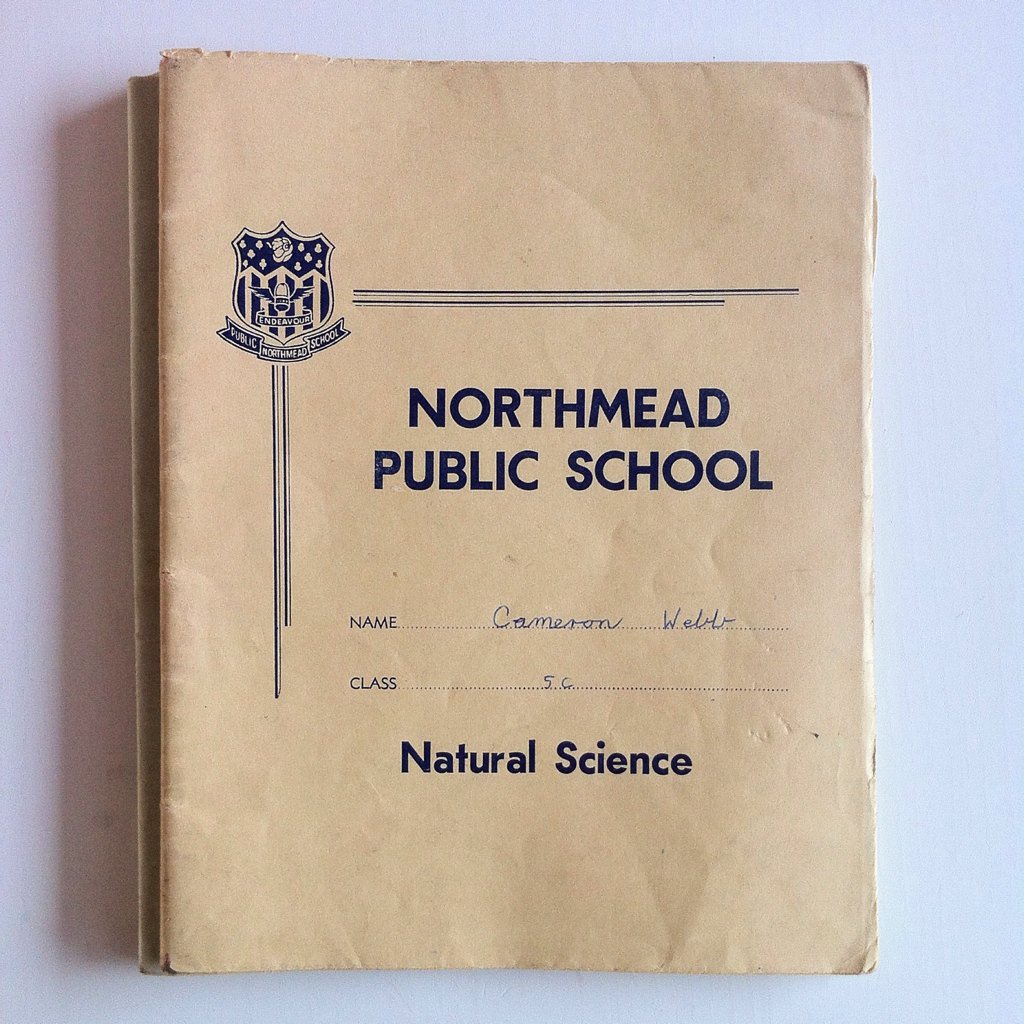 ENDEAVOUR
PUBLIC NORTHMEAD SCHOOL
NORTHMEAD
PUBLIC SCHOOL
NAME Cameron Webb
CLASS 5C
Natural Science